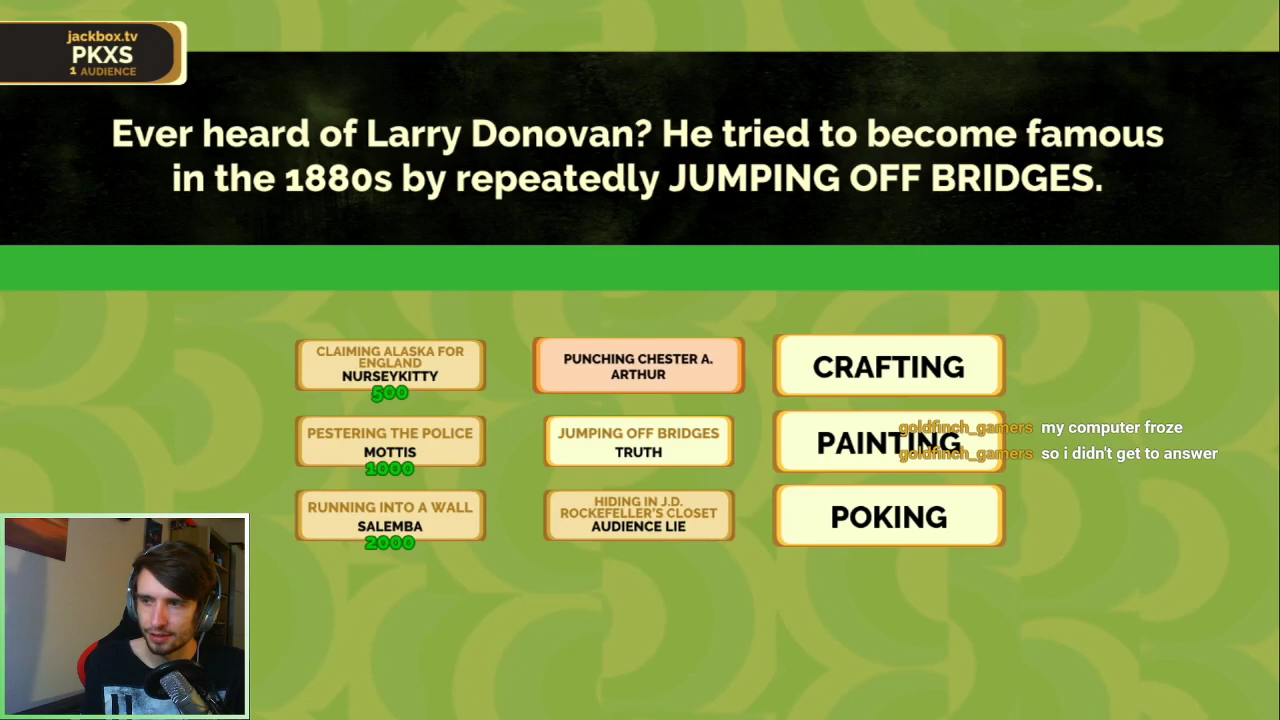 jackbox.tv
PKXS
1 AUDIENCE
Ever heard of Larry Donovan? He tried to become famous
in the 1880s by repeatedly JUMPING OFF BRIDGES.
CLAIMING ALASKA FOR
ENGLAND
NURSEYKITTY
500
PESTERING THE POLICE
MOTTIS
1000
RUNNING INTO A WALL
SALEMBA
2000
PUNCHING CHESTER A.
ARTHUR
JUMPING OFF BRIDGES
TRUTH
HIDING IN J.D.
ROCKEFELLER'S CLOSET
AUDIENCE LIE
CRAFTING
PAINTING
POKING
goldfinch_gamers my computer froze
goldfinch_gamers so i didn't get to answer